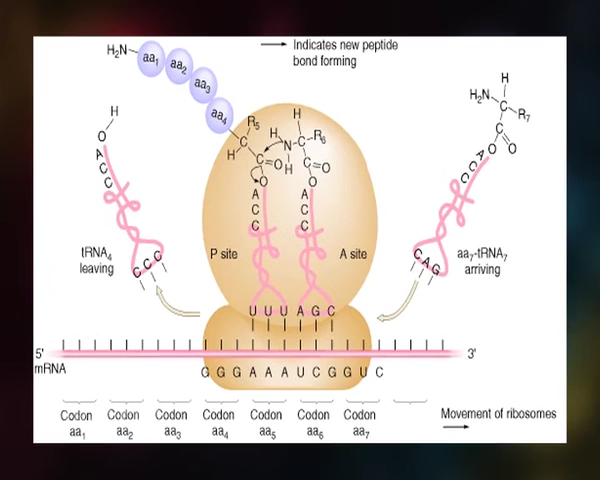 H₂N
aa₁
aa₂
aa₃
aa₄
Indicates new peptide
bond forming
H
O
A
C
C
R₅
H
C
C=O
O
H
H
N
C
R₆
H
C=O
O
H
H₂N
C
R₇
C
O
O
A
C
C
A
C
C
A
C
C
P site
A site
tRNA₄
leaving
C C C
C A G
aa₇-tRNA₇
arriving
U U U A G C
5'
3'
mRNA
G G G A A A U C G G U C
Codon
aa₁
Codon
aa₂
Codon
aa₃
Codon
aa₄
Codon
aa₅
Codon
aa₆
Codon
aa₇
Movement of ribosomes